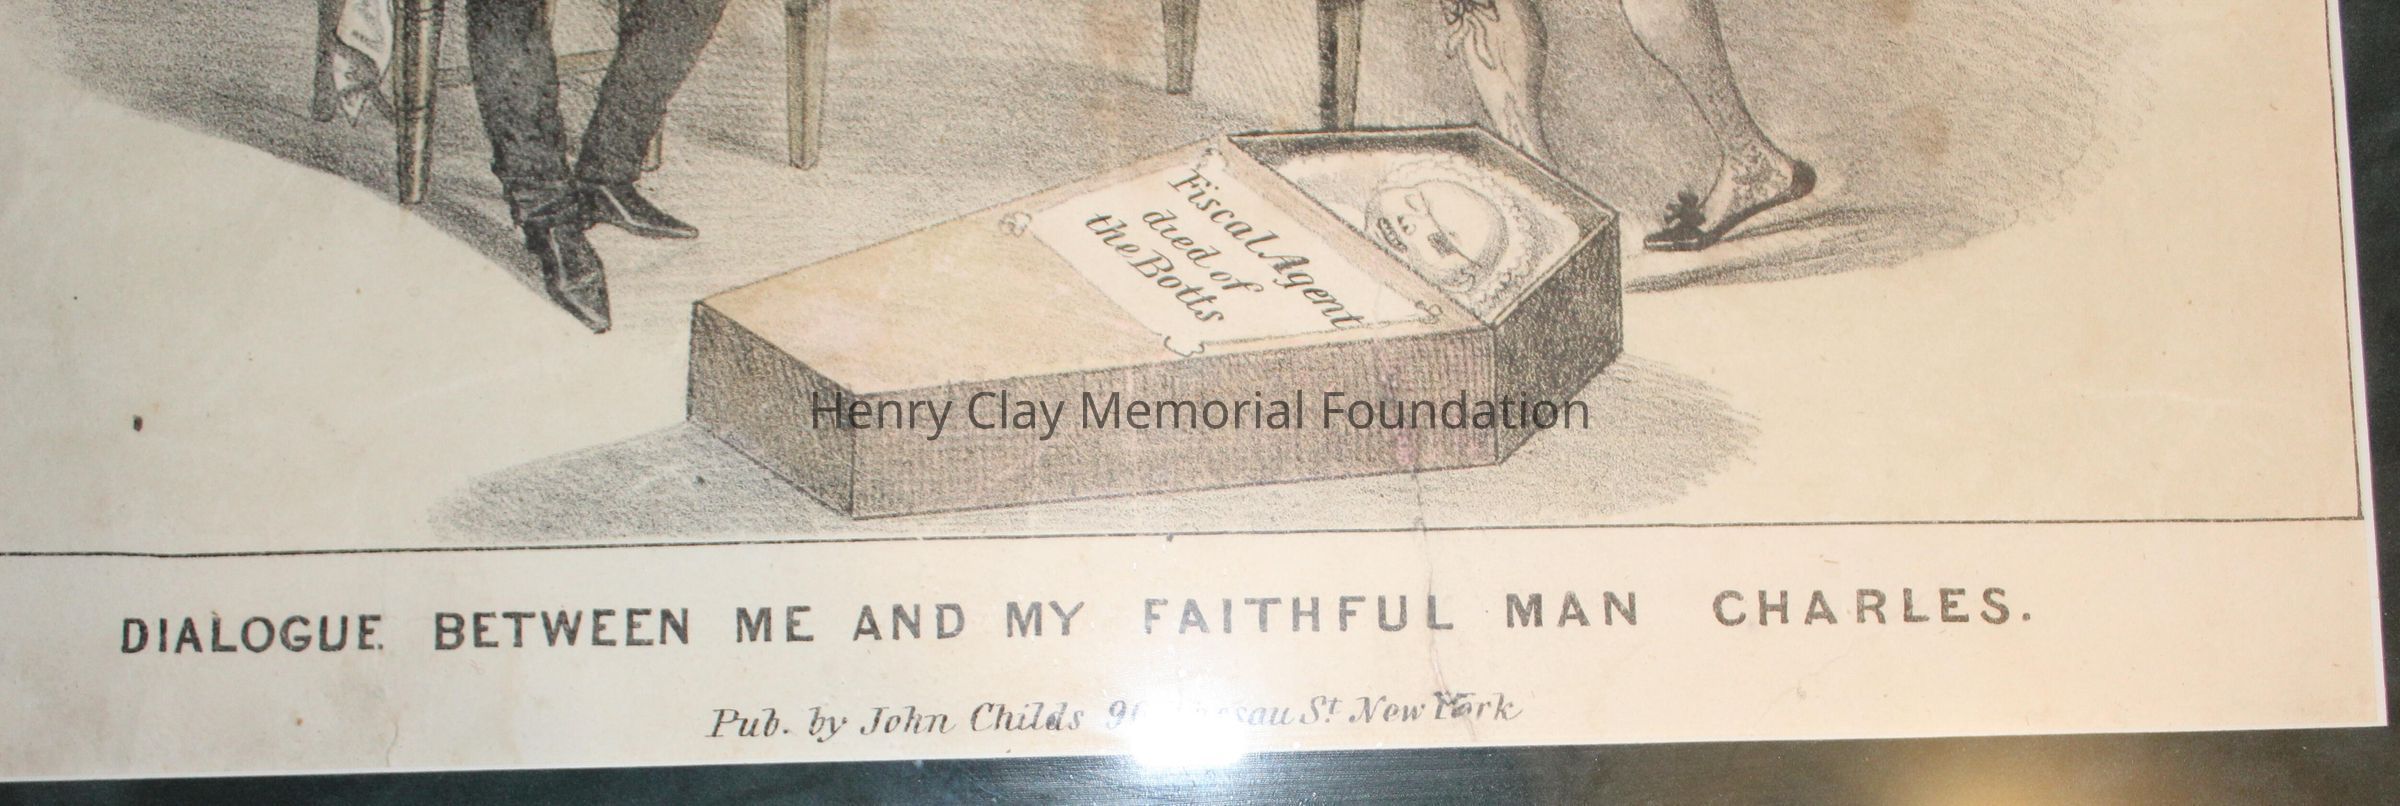 Fiscal Agent
died of
the Botts
Henry Clay Memorial Foundation
DIALOGUE BETWEEN ME AND MY FAITHFUL MAN CHARLES.
Pub. by John Childs St. New York